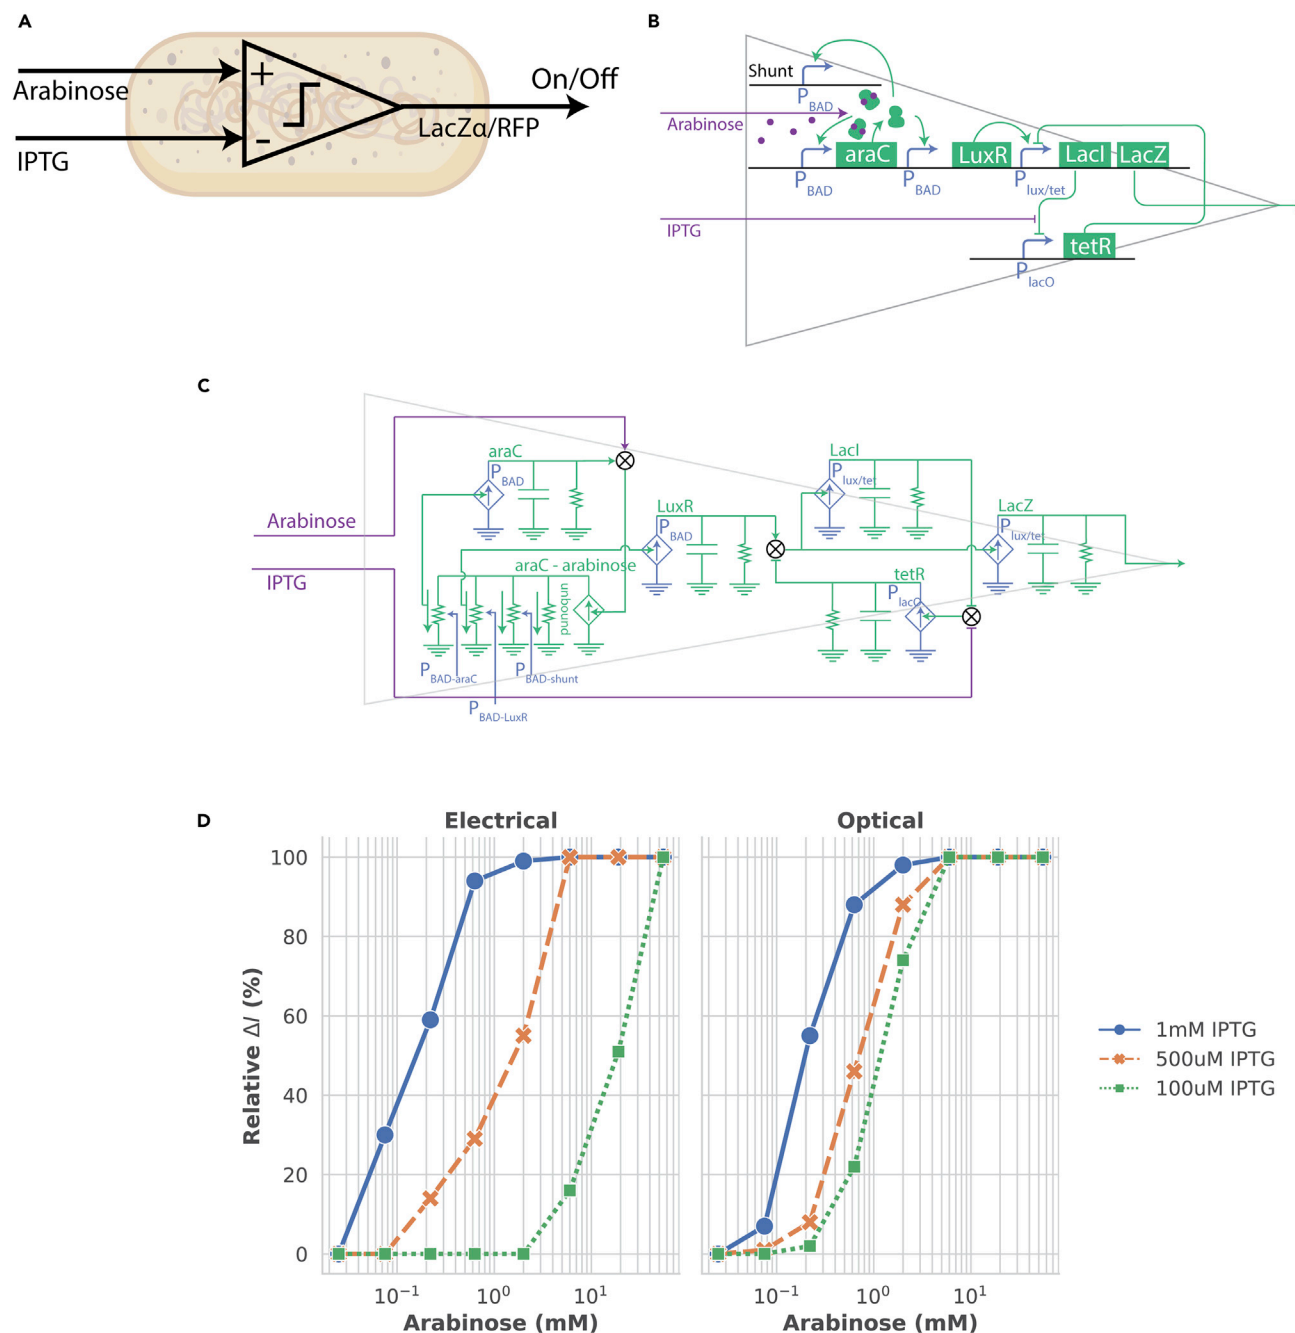 A
Arabinose
IPTG
+
-
On/Off
LacZα/RFP
B
Shunt
P BAD
Arabinose
araC
LuxR
LacI
LacZ
P BAD
P BAD
P lux/tet
IPTG
tetR
P lacO
C
araC
P BAD
LacI
P lux/tet
LuxR
P BAD
LacZ
P lux/tet
Arabinose
IPTG
araC - arabinose
unbound
tetR
P lacO
P BAD-araC
P BAD-shunt
P BAD-LuxR
D
Electrical
Optical
100
80
60
40
20
0
Relative ΔI (%)
10⁻¹
10⁰
10¹
10⁻¹
10⁰
10¹
Arabinose (mM)
Arabinose (mM)
1mM IPTG
500uM IPTG
100uM IPTG